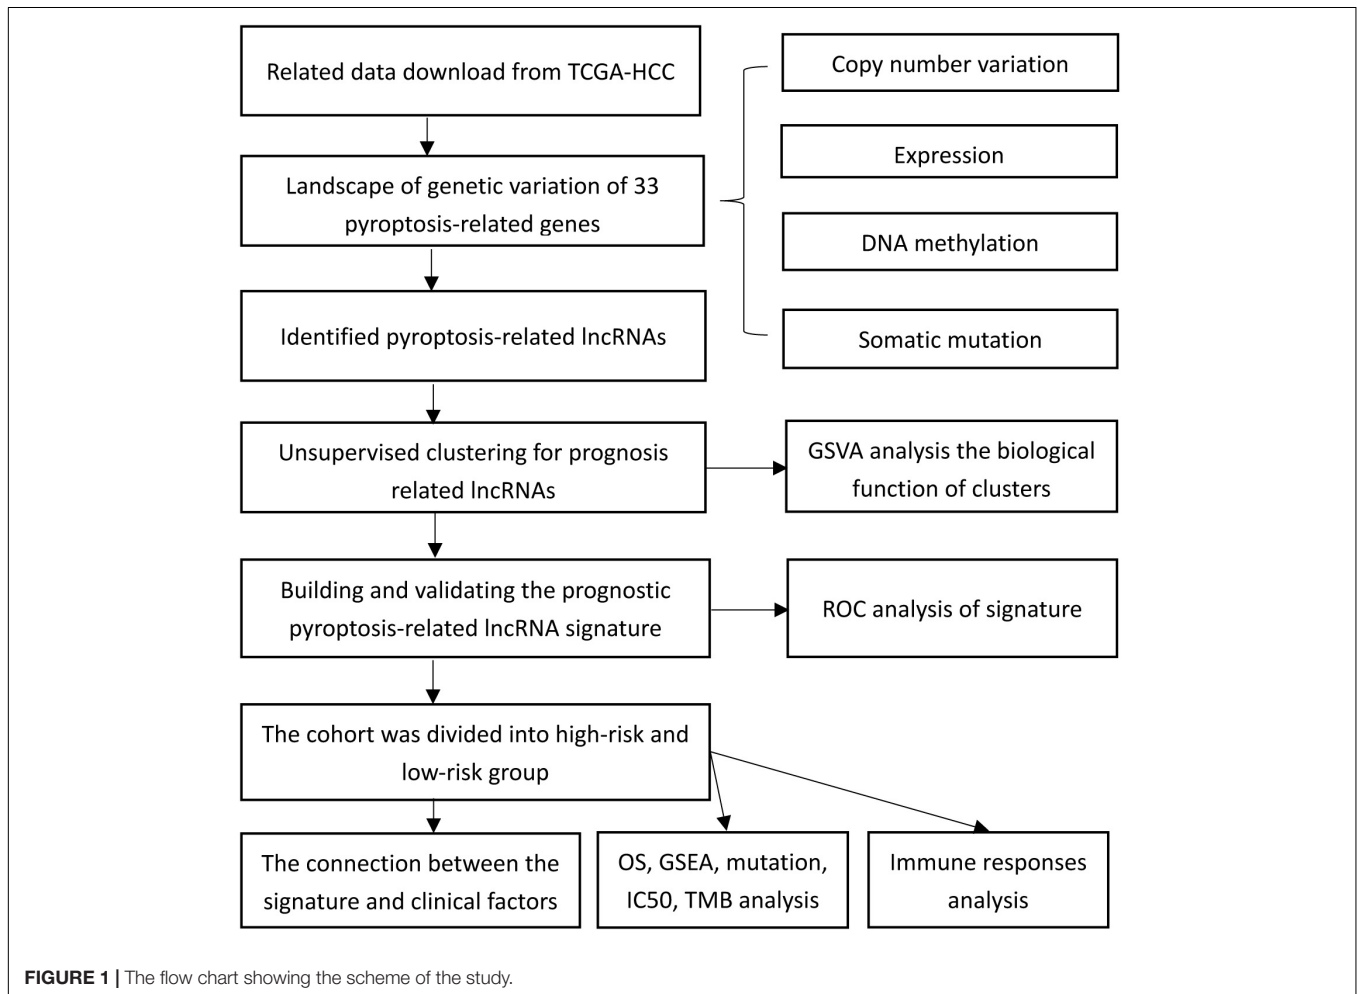 Related data download from TCGA-HCC
Landscape of genetic variation of 33
pyroptosis-related genes
Copy number variation
Expression
DNA methylation
Somatic mutation
Identified pyroptosis-related lncRNAs
Unsupervised clustering for prognosis
related lncRNAs
GSVA analysis the biological
function of clusters
Building and validating the prognostic
pyroptosis-related lncRNA signature
ROC analysis of signature
The cohort was divided into high-risk and
low-risk group
The connection between the
signature and clinical factors
OS, GSEA, mutation,
IC50, TMB analysis
Immune responses
analysis
FIGURE 1 | The flow chart showing the scheme of the study.